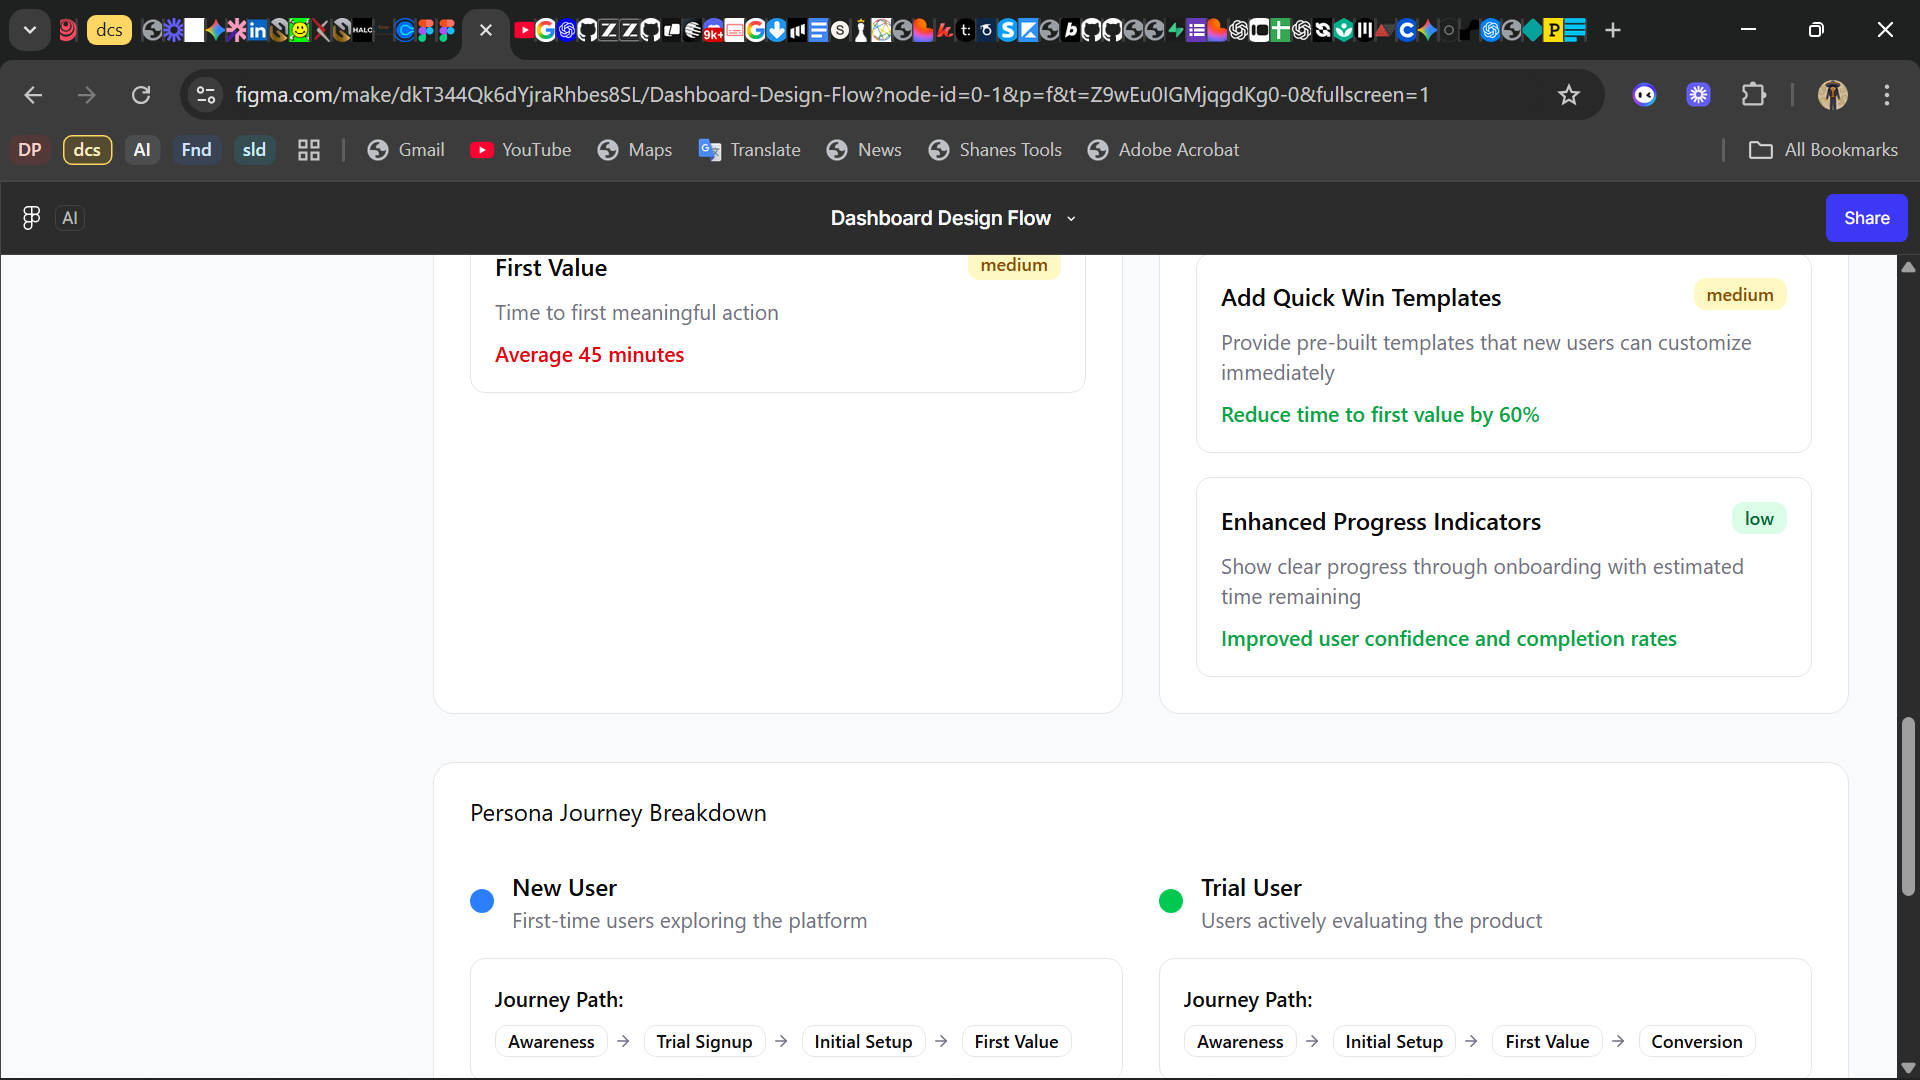 dcs
figma.com/make/dkT344Qk6dYjraRhbes8SL/Dashboard-Design-Flow?node-id=0-1&p=f&t=Z9wEu0IGMjqgdKg0-0&fullscreen=1
DP dcs AI Fnd sld Gmail YouTube Maps Translate News Shanes Tools Adobe Acrobat All Bookmarks
AI Dashboard Design Flow Share
First Value medium
Time to first meaningful action
Average 45 minutes
Add Quick Win Templates medium
Provide pre-built templates that new users can customize
immediately
Reduce time to first value by 60%
Enhanced Progress Indicators low
Show clear progress through onboarding with estimated
time remaining
Improved user confidence and completion rates
Persona Journey Breakdown
New User
First-time users exploring the platform
Journey Path:
Awareness → Trial Signup → Initial Setup → First Value
Trial User
Users actively evaluating the product
Journey Path:
Awareness → Initial Setup → First Value → Conversion